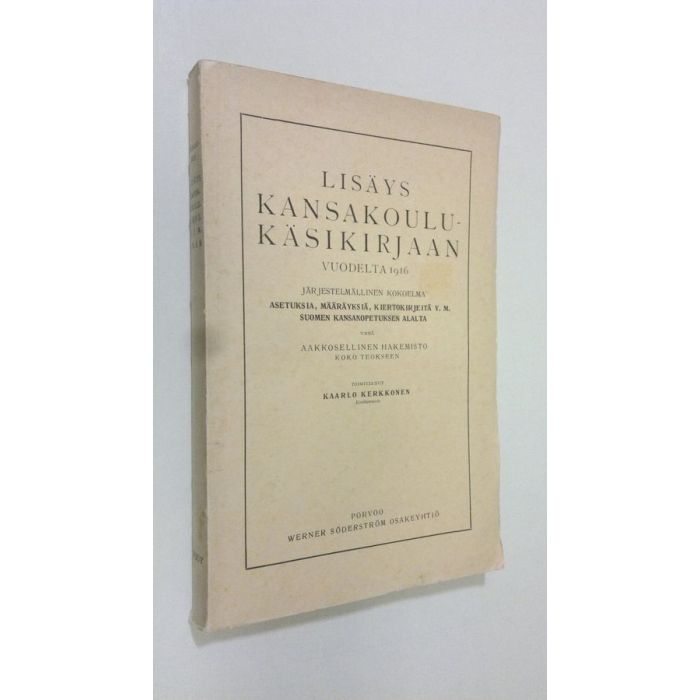 LISÄYS
KANSAKOULU-
KÄSIKIRJAAN
VUODELTA 1916
JÄRJESTELMÄLLINEN KOKOELMA
ASETUKSIA, MÄÄRÄYKSIÄ, KIERTOKIRJEITÄ Y. M.
SUOMEN KANSANOPETUKSEN ALALTA
AAKKOSELLINEN HAKEMISTO
KOKO TEOKSEEN
TOIMITTANUT
KAARLO KERKKONEN
PORVOO
WERNER SÖDERSTRÖM OSAKEYHTIÖ